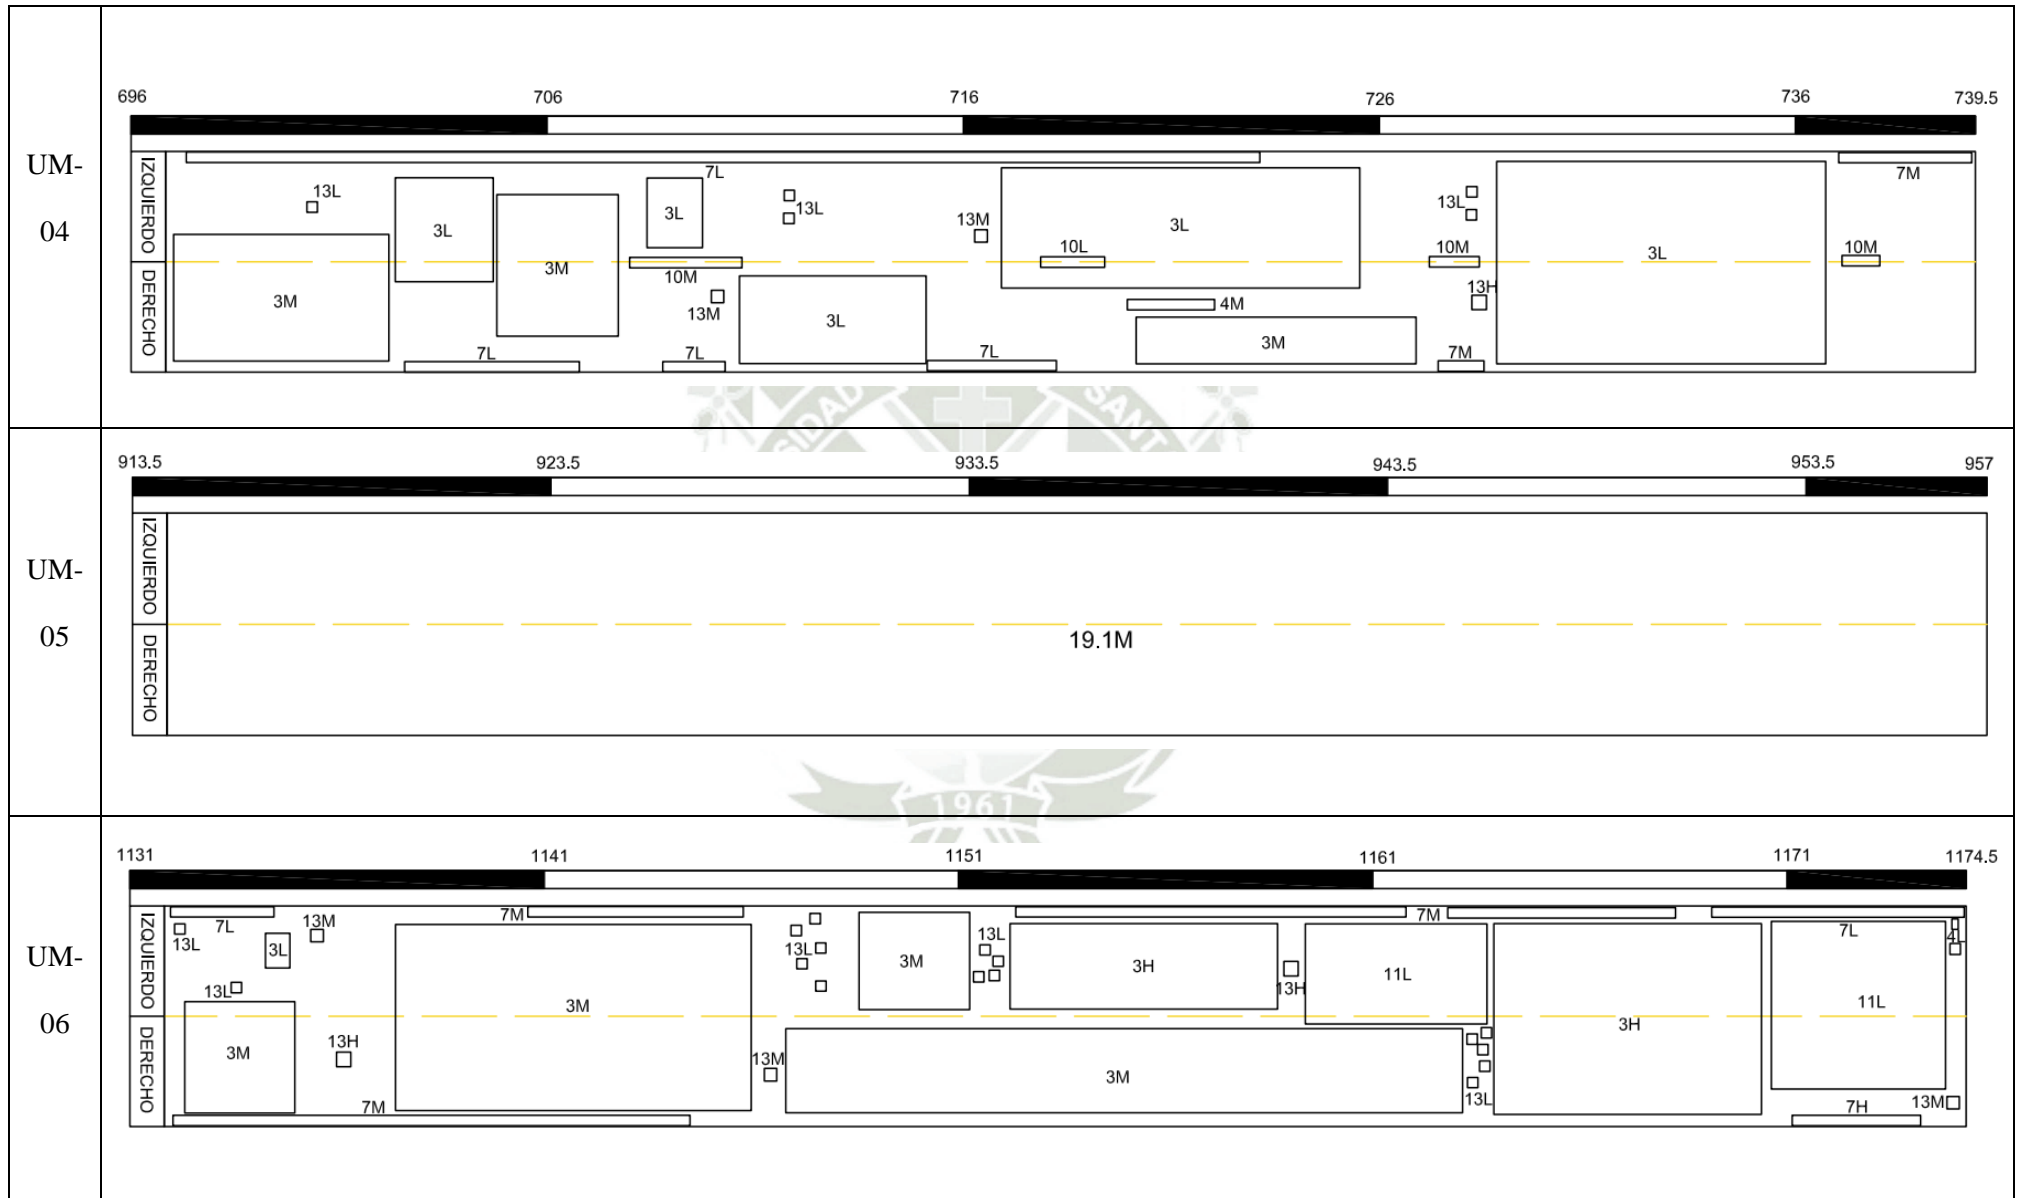 696 706 716 726 736 739.5
UM-
04
IZQUIERDO
DERECHO
7L
7M
13L
3L
3L
13L
13M
3L
13L
3M
10M
10L
10M
3L
10M
3M
13M
3L
4M
13H
3M
7L
7L
7L
7M
SIDAD
SANT
913.5 923.5 933.5 943.5 953.5 957
UM-
05
IZQUIERDO
DERECHO
19.1M
1961
1131 1141 1151 1161 1171 1174.5
UM-
06
IZQUIERDO
DERECHO
7L
13M
7M
7M
7L
13L
3L
13L
13L
3M
3H
13H
11L
4L
11L
13L
3M
3M
13H
13M
3M
3H
13L
7M
7H
13M